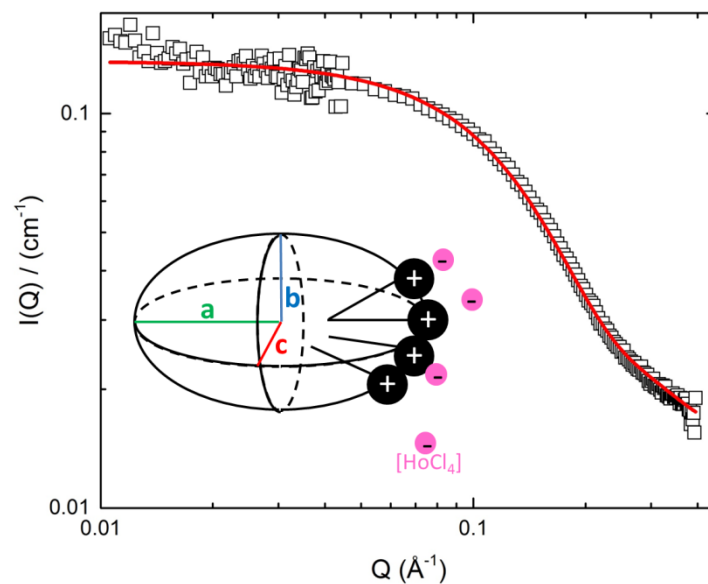 I(Q) / (cm⁻¹)
0.1
0.01
a
b
c
+
+
+
+
-
-
-
-
[HoCl₄]
0.01
0.1
Q (Å⁻¹)